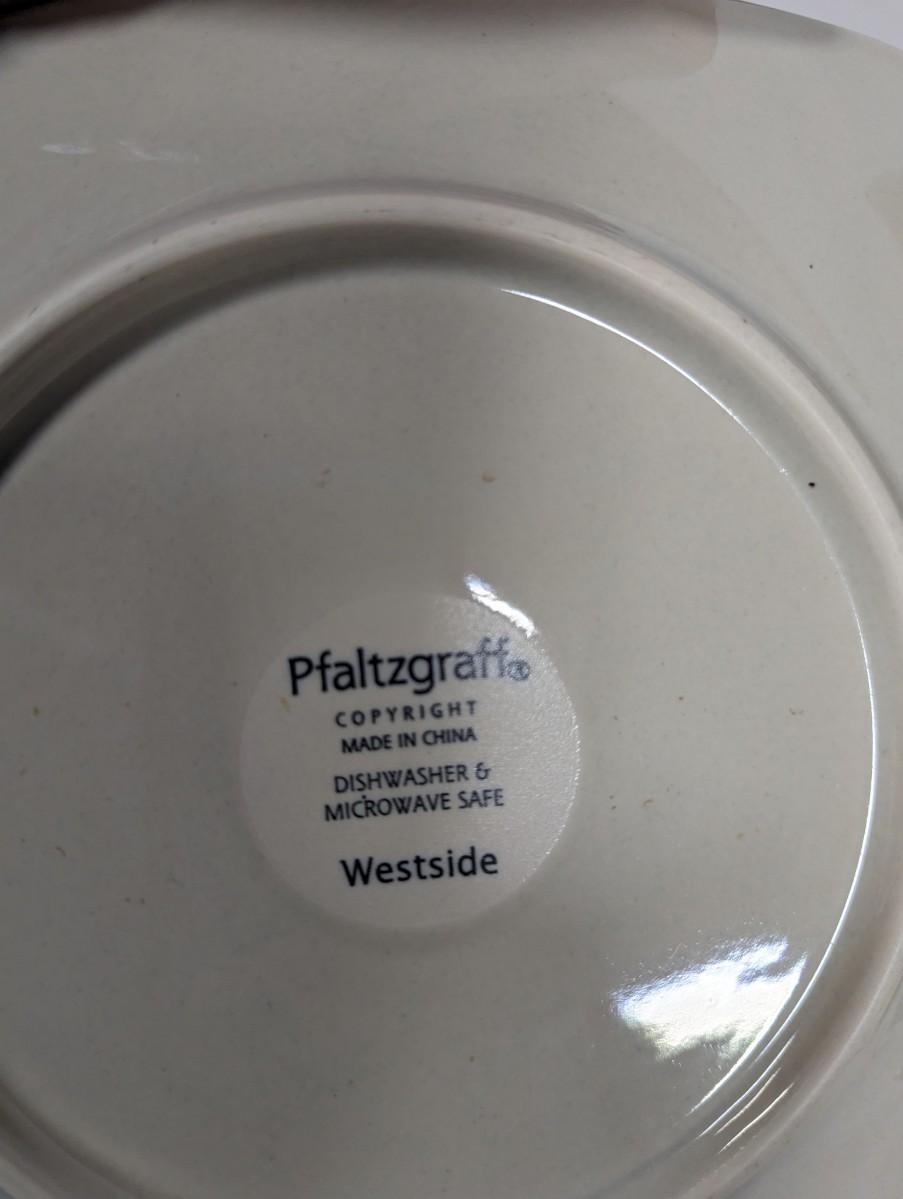 Pfaltzgraff®
COPYRIGHT
MADE IN CHINA
DISHWASHER &
MICROWAVE SAFE
Westside